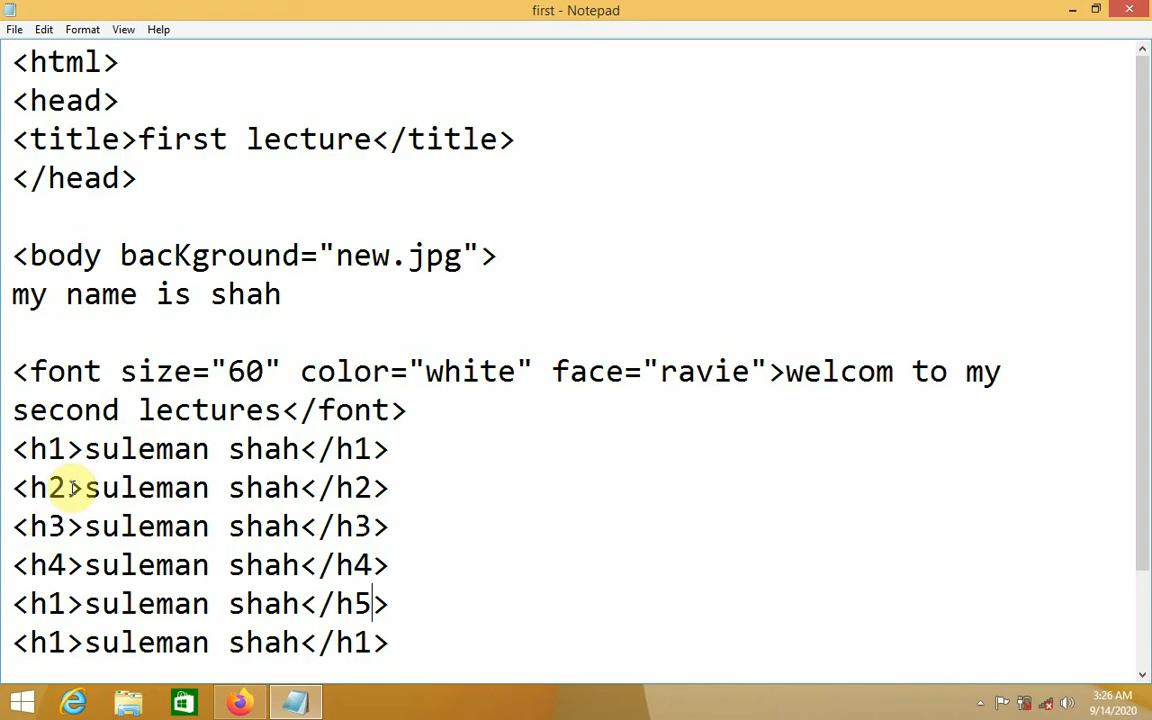 first - Notepad
File Edit Format View Help
<html>
<head>
<title>first lecture</title>
</head>
<body bacKground="new.jpg">
my name is shah
<font size="60" color="white" face="ravie">welcom to my
second lectures</font>
<h1>suleman shah</h1>
<h2>suleman shah</h2>
<h3>suleman shah</h3>
<h4>suleman shah</h4>
<h1>suleman shah</h5>
<h1>suleman shah</h1>
3:26 AM
9/14/2020